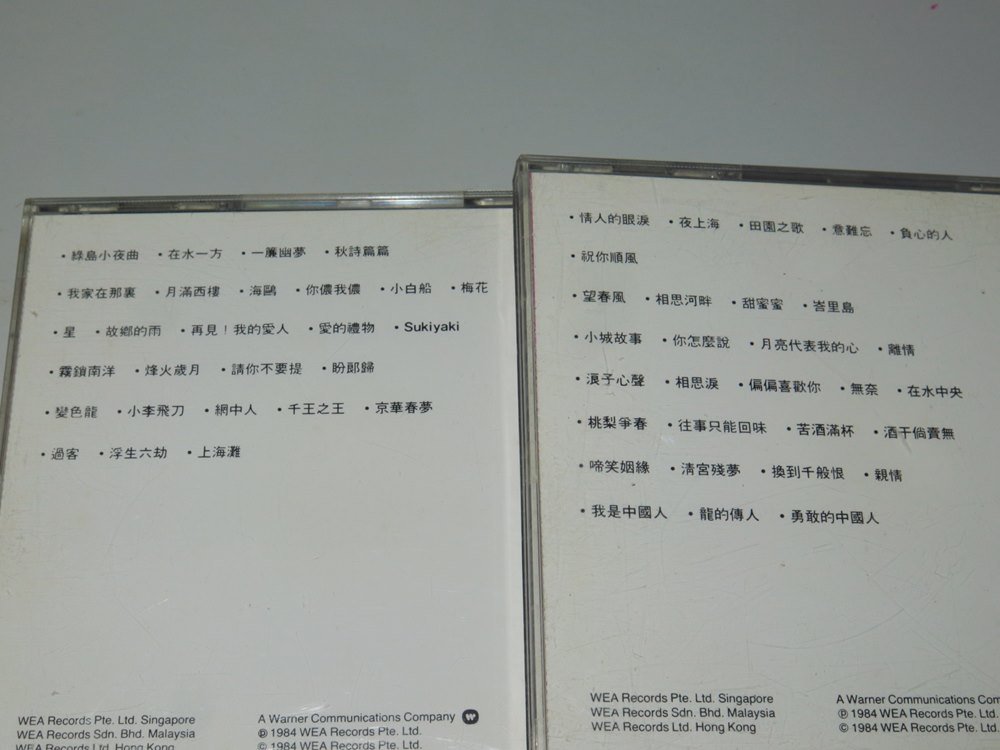 • 綠島小夜曲 • 在水一方 • 一簾幽夢 • 秋詩篇篇
• 我家在那裏 • 月滿西樓 • 海鷗 • 你儂我儂 • 小白船 • 梅花
• 星 • 故鄉的雨 • 再見！我的愛人 • 愛的禮物 • Sukiyaki
• 霧鎖南洋 • 烽火歲月 • 請你不要提 • 盼郎歸
• 變色龍 • 小李飛刀 • 網中人 • 千王之王 • 京華春夢
• 過客 • 浮生六劫 • 上海灘
WEA Records Pte. Ltd. Singapore
WEA Records Sdn. Bhd. Malaysia
WEA Records Ltd. Hong Kong
A Warner Communications Company
℗ 1984 WEA Records Pte. Ltd.
© 1984 WEA Records Pte. Ltd.
• 情人的眼淚 • 夜上海 • 田園之歌 • 意難忘 • 負心的人
• 祝你順風
• 望春風 • 相思河畔 • 甜蜜蜜 • 峇里島
• 小城故事 • 你怎麼說 • 月亮代表我的心 • 離情
• 浪子心聲 • 相思淚 • 偏偏喜歡你 • 無奈 • 在水中央
• 桃梨爭春 • 往事只能回味 • 苦酒滿杯 • 酒干倘賣無
• 啼笑姻緣 • 清宮殘夢 • 換到千般恨 • 親情
• 我是中國人 • 龍的傳人 • 勇敢的中國人
WEA Records Pte. Ltd. Singapore
WEA Records Sdn. Bhd. Malaysia
WEA Records Ltd. Hong Kong
A Warner Communications Com
℗ 1984 WEA Records Pte. Ltd.
© 1984 WEA Records Pte. Ltd.